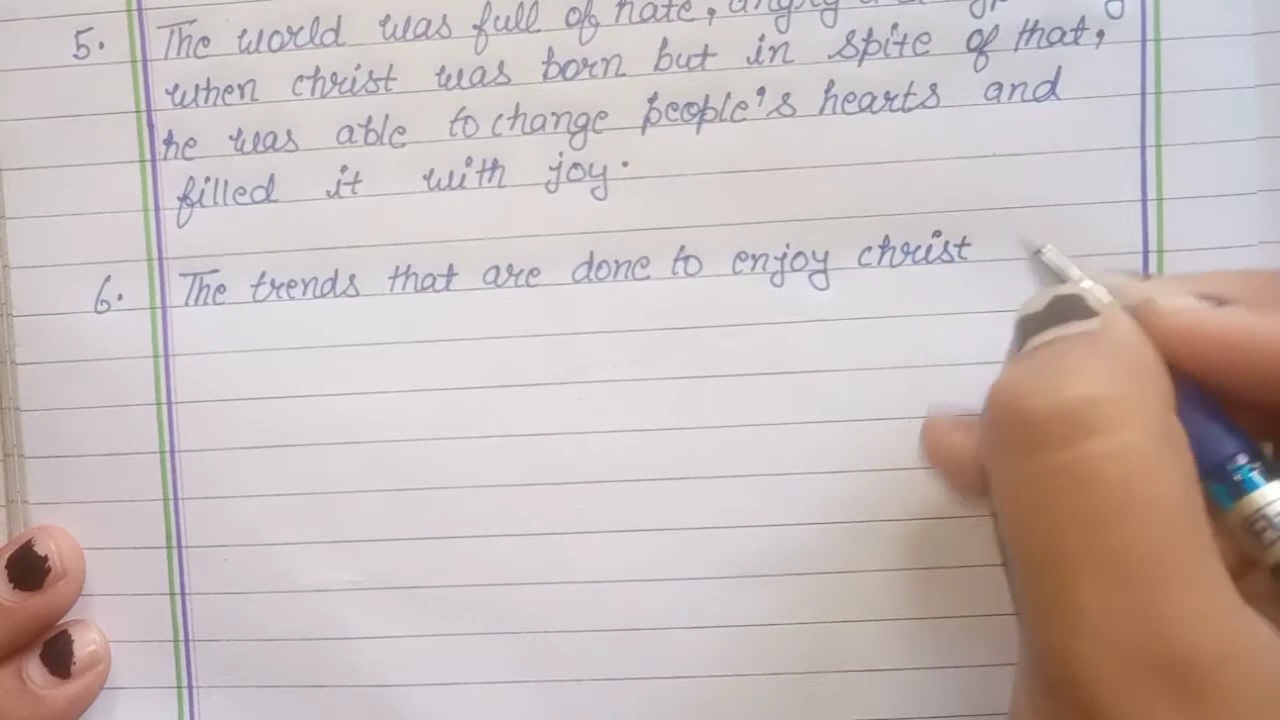 5. The world was full of hate,
when christ was born but in spite of that,
he was able to change people's hearts and
filled it with joy.
6. The trends that are done to enjoy christ